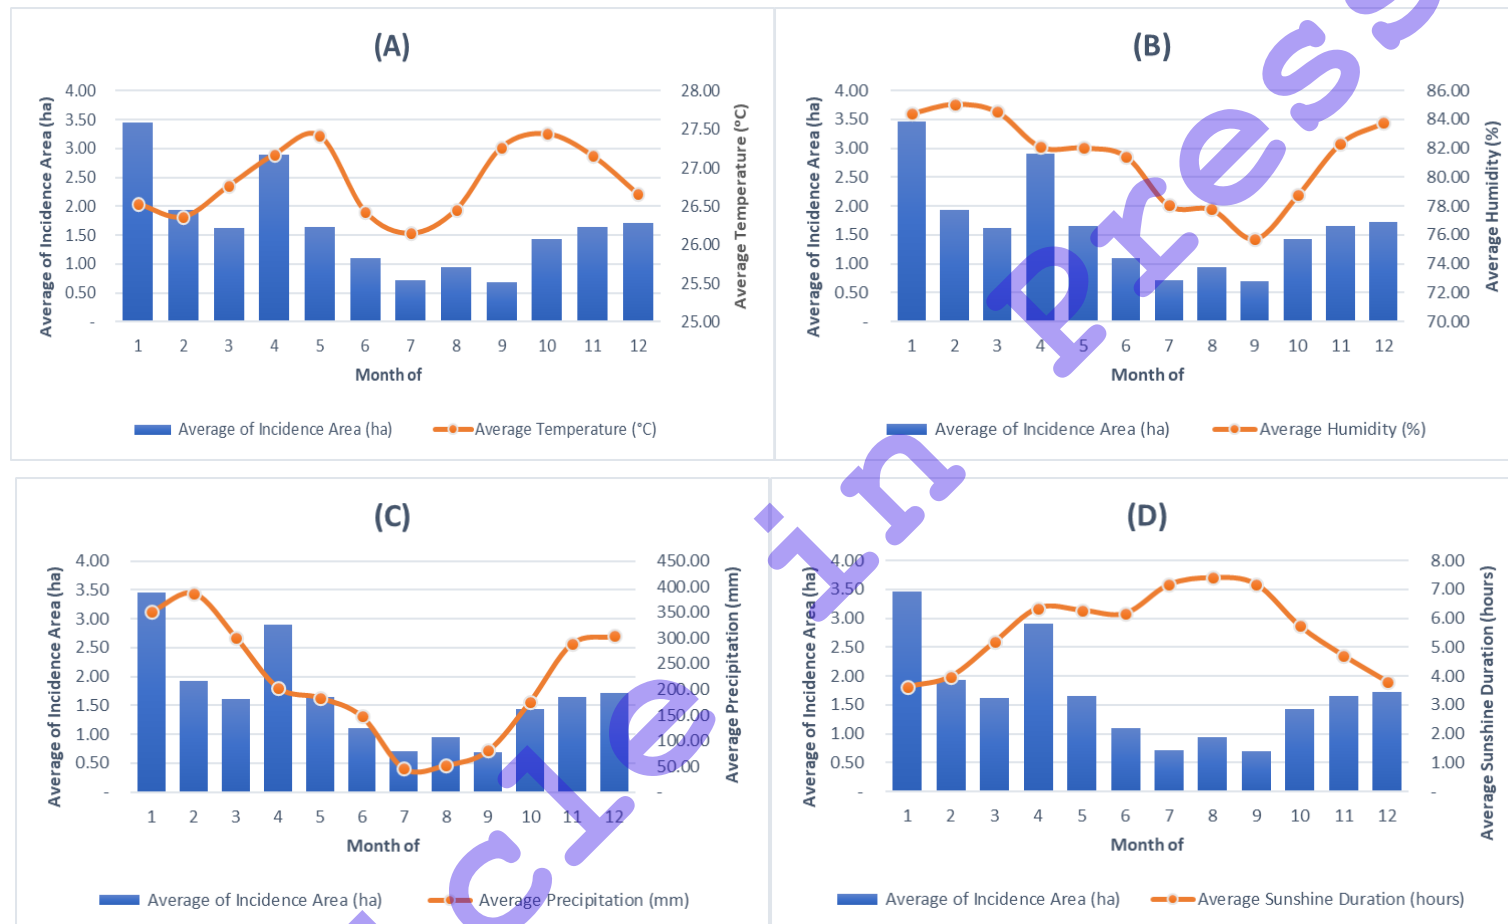 (A)
Average of Incidence Area (ha)
4.00
3.50
3.00
2.50
2.00
1.50
1.00
0.50
-
28.00
27.50
27.00
26.50
26.00
25.50
25.00
Average Temperature (°C)
1 2 3 4 5 6 7 8 9 10 11 12
Month of
Average of Incidence Area (ha) Average Temperature (°C)
(B)
Average of Incidence Area (ha)
4.00
3.50
3.00
2.50
2.00
1.50
1.00
0.50
-
86.00
84.00
82.00
80.00
78.00
76.00
74.00
72.00
70.00
Average Humidity (%)
1 2 3 4 5 6 7 8 9 10 11 12
Month of
Average of Incidence Area (ha) Average Humidity (%)
(C)
Average of Incidence Area (ha)
4.00
3.50
3.00
2.50
2.00
1.50
1.00
0.50
-
450.00
400.00
350.00
300.00
250.00
200.00
150.00
100.00
50.00
-
Average Precipitation (mm)
1 2 3 4 5 6 7 8 9 10 11 12
Month of
Average of Incidence Area (ha) Average Precipitation (mm)
(D)
Average of Incidence Area (ha)
4.00
3.50
3.00
2.50
2.00
1.50
1.00
0.50
-
8.00
7.00
6.00
5.00
4.00
3.00
2.00
1.00
-
Average Sunshine Duration (hours)
1 2 3 4 5 6 7 8 9 10 11 12
Month of
Average of Incidence Area (ha) Average Sunshine Duration (hours)
cle in Press